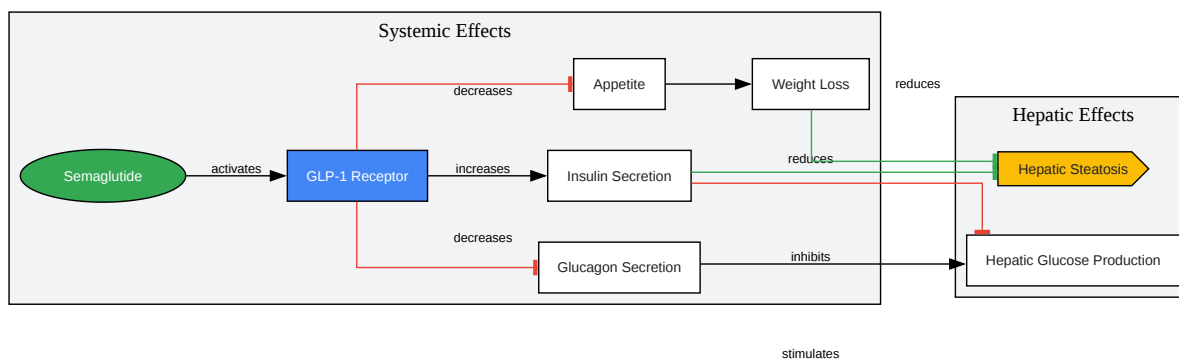 Systemic Effects
Appetite
Weight Loss
reduces
decreases
Hepatic Effects
Semaglutide
activates
GLP-1 Receptor
increases
Insulin Secretion
reduces
Hepatic Steatosis
decreases
Glucagon Secretion
inhibits
Hepatic Glucose Production
stimulates